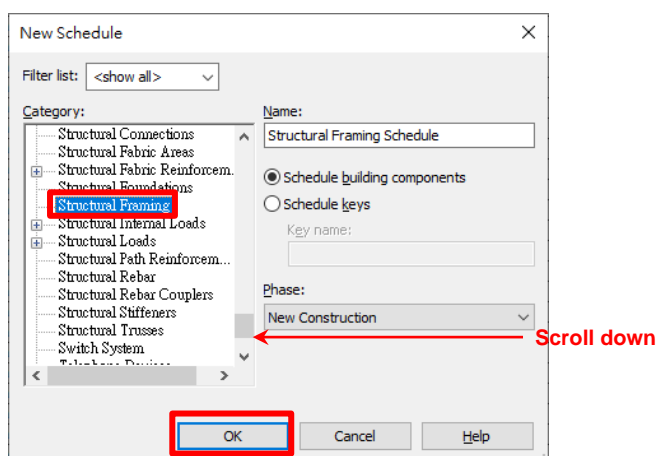 New Schedule
Filter list: <show all>
Category:
Structural Connections
Structural Fabric Areas
Structural Fabric Reinforcem.
Structural Foundations
Structural Framing
Structural Internal Loads
Structural Loads
Structural Path Reinforcem...
Structural Rebar
Structural Rebar Couplers
Structural Stiffeners
Structural Trusses
Switch System
Telephone Devices
Name:
Structural Framing Schedule
Schedule building components
Schedule keys
Key name:
Phase:
New Construction
Scroll down
OK Cancel Help